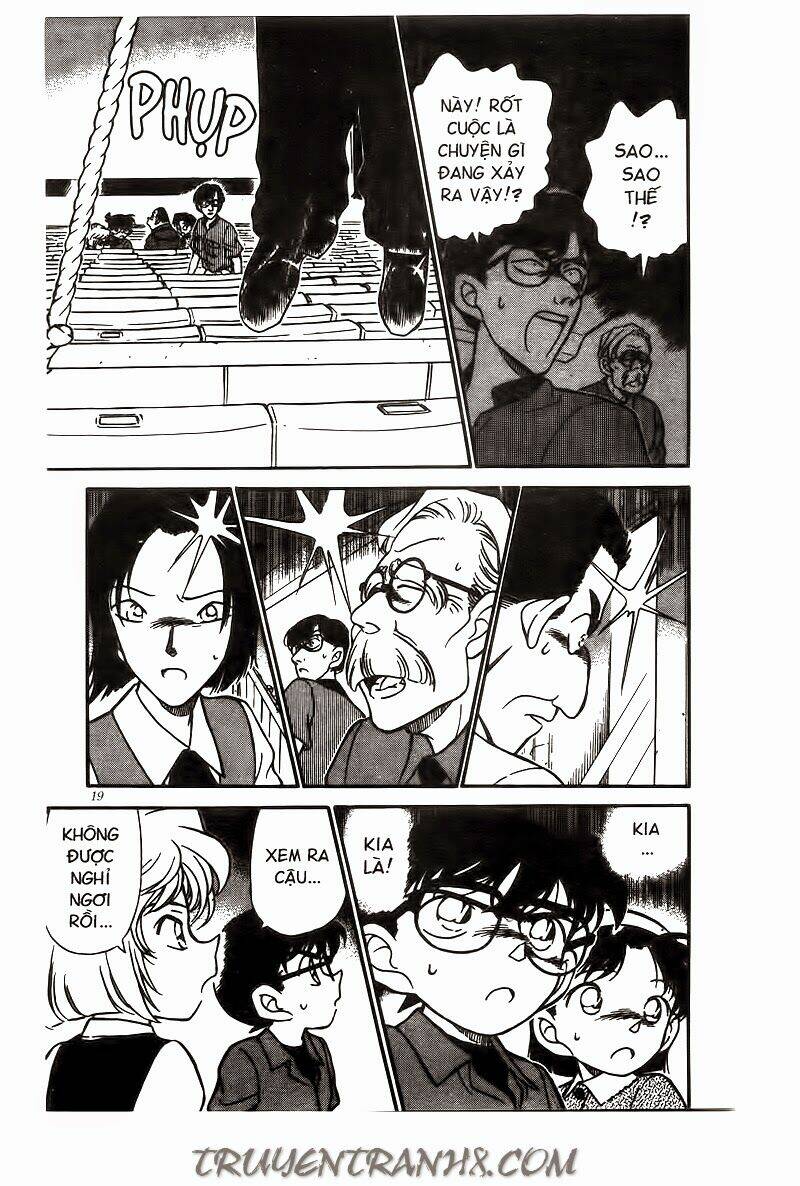 PHỤP
NÀY! RỐT
CUỘC LÀ
CHUYỆN GÌ
ĐANG XẢY
RA VẬY!?
SAO...
SAO
THẾ
!?
19
KHÔNG
ĐƯỢC
NGHỈ
NGƠI
RỒI...
XEM RA
CẬU...
KIA
LÀ!
KIA
...
TRUYENTRANH8.COM